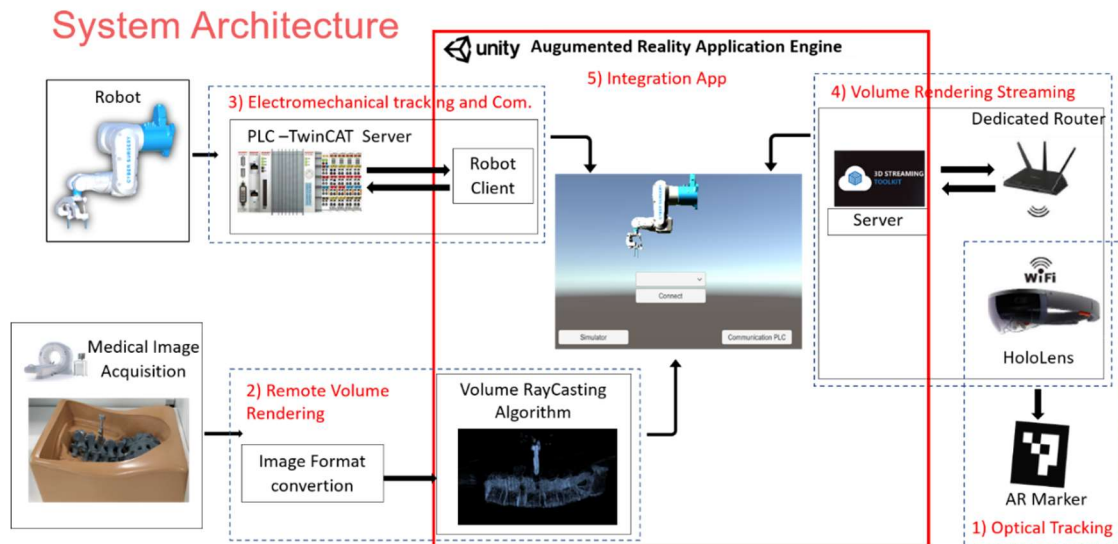 System Architecture
unity Augumented Reality Application Engine
5) Integration App
Robot
CYBER SURGERY
3) Electromechanical tracking and Com.
PLC –TwinCAT Server
Robot
Client
4) Volume Rendering Streaming
Dedicated Router
3D STREAMING
TOOLKIT
Server
Connect
Simulator
Communication PLC
WiFi
HoloLens
Medical Image
Acquisition
2) Remote Volume
Rendering
Image Format
convertion
Volume RayCasting
Algorithm
AR Marker
1) Optical Tracking